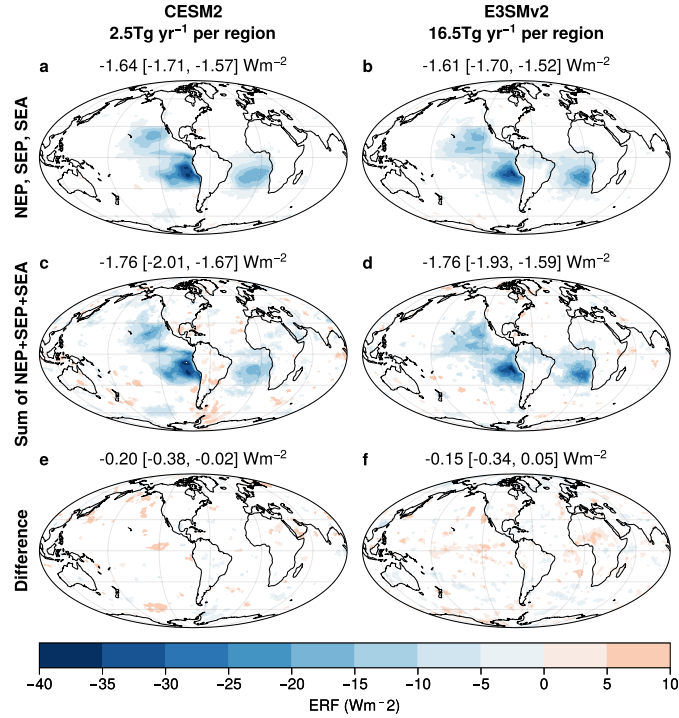 CESM2
2.5Tg yr⁻¹ per region
E3SMv2
16.5Tg yr⁻¹ per region
a
-1.64 [-1.71, -1.57] Wm⁻²
b
-1.61 [-1.70, -1.52] Wm⁻²
NEP, SEP, SEA
c
-1.76 [-2.01, -1.67] Wm⁻²
d
-1.76 [-1.93, -1.59] Wm⁻²
Sum of NEP+SEP+SEA
e
-0.20 [-0.38, -0.02] Wm⁻²
f
-0.15 [-0.34, 0.05] Wm⁻²
Difference
−40 −35 −30 −25 −20 −15 −10 −5 0 5 10
ERF (Wm−2)